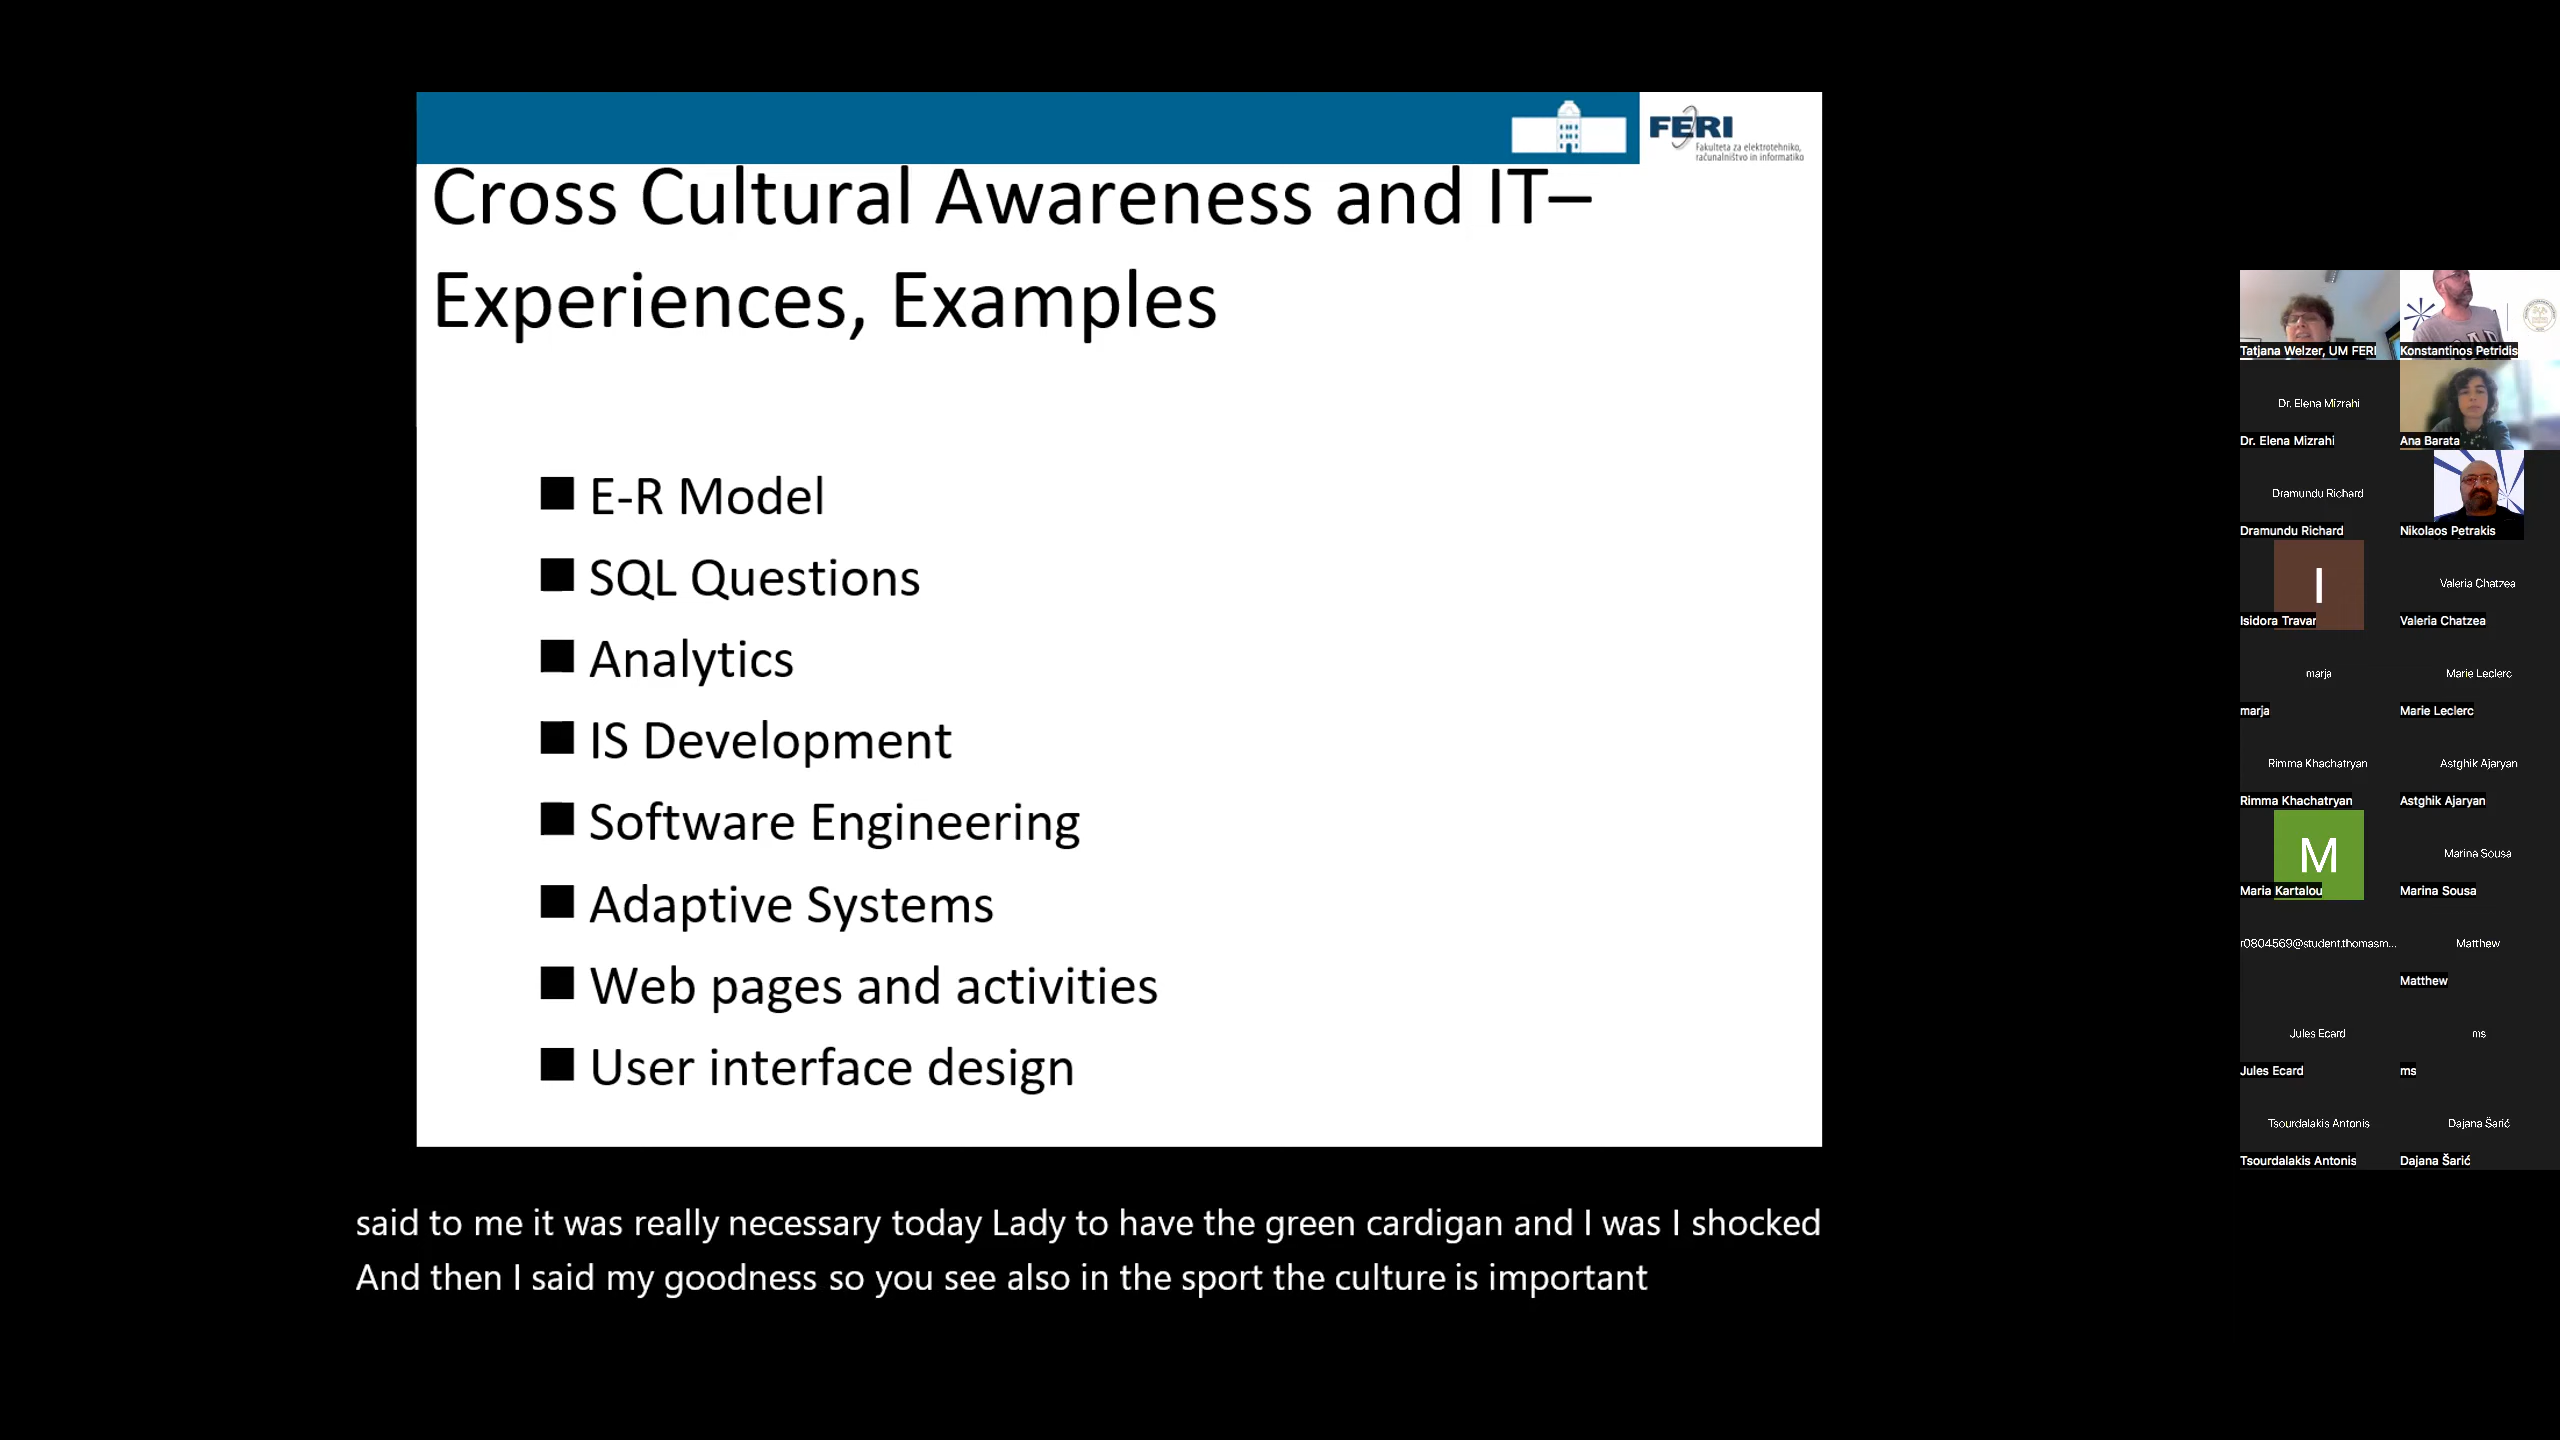 FERI
Fakulteta za elektrotehniko,
računalništvo in informatiko
Cross Cultural Awareness and IT–
Experiences, Examples
E-R Model
SQL Questions
Analytics
IS Development
Software Engineering
Adaptive Systems
Web pages and activities
User interface design
said to me it was really necessary today Lady to have the green cardigan and I was I shocked
And then I said my goodness so you see also in the sport the culture is important
Tatjana Welzer, UM FERI
Konstantinos Petridis
Dr. Elena Mizrahi
Dr. Elena Mizrahi
Ana Barata
Dramundu Richard
Dramundu Richard
Nikolaos Petrakis
I
Isidora Travar
Valeria Chatzea
Valeria Chatzea
marja
marja
Marie Leclerc
Marie Leclerc
Rimma Khachatryan
Rimma Khachatryan
Astghik Ajaryan
Astghik Ajaryan
M
Maria Kartalou
Marina Sousa
Marina Sousa
r0804569@student.thomasm...
Matthew
Matthew
Jules Ecard
Jules Ecard
ms
ms
Tsourdalakis Antonis
Tsourdalakis Antonis
Dajana Šarić
Dajana Šarić